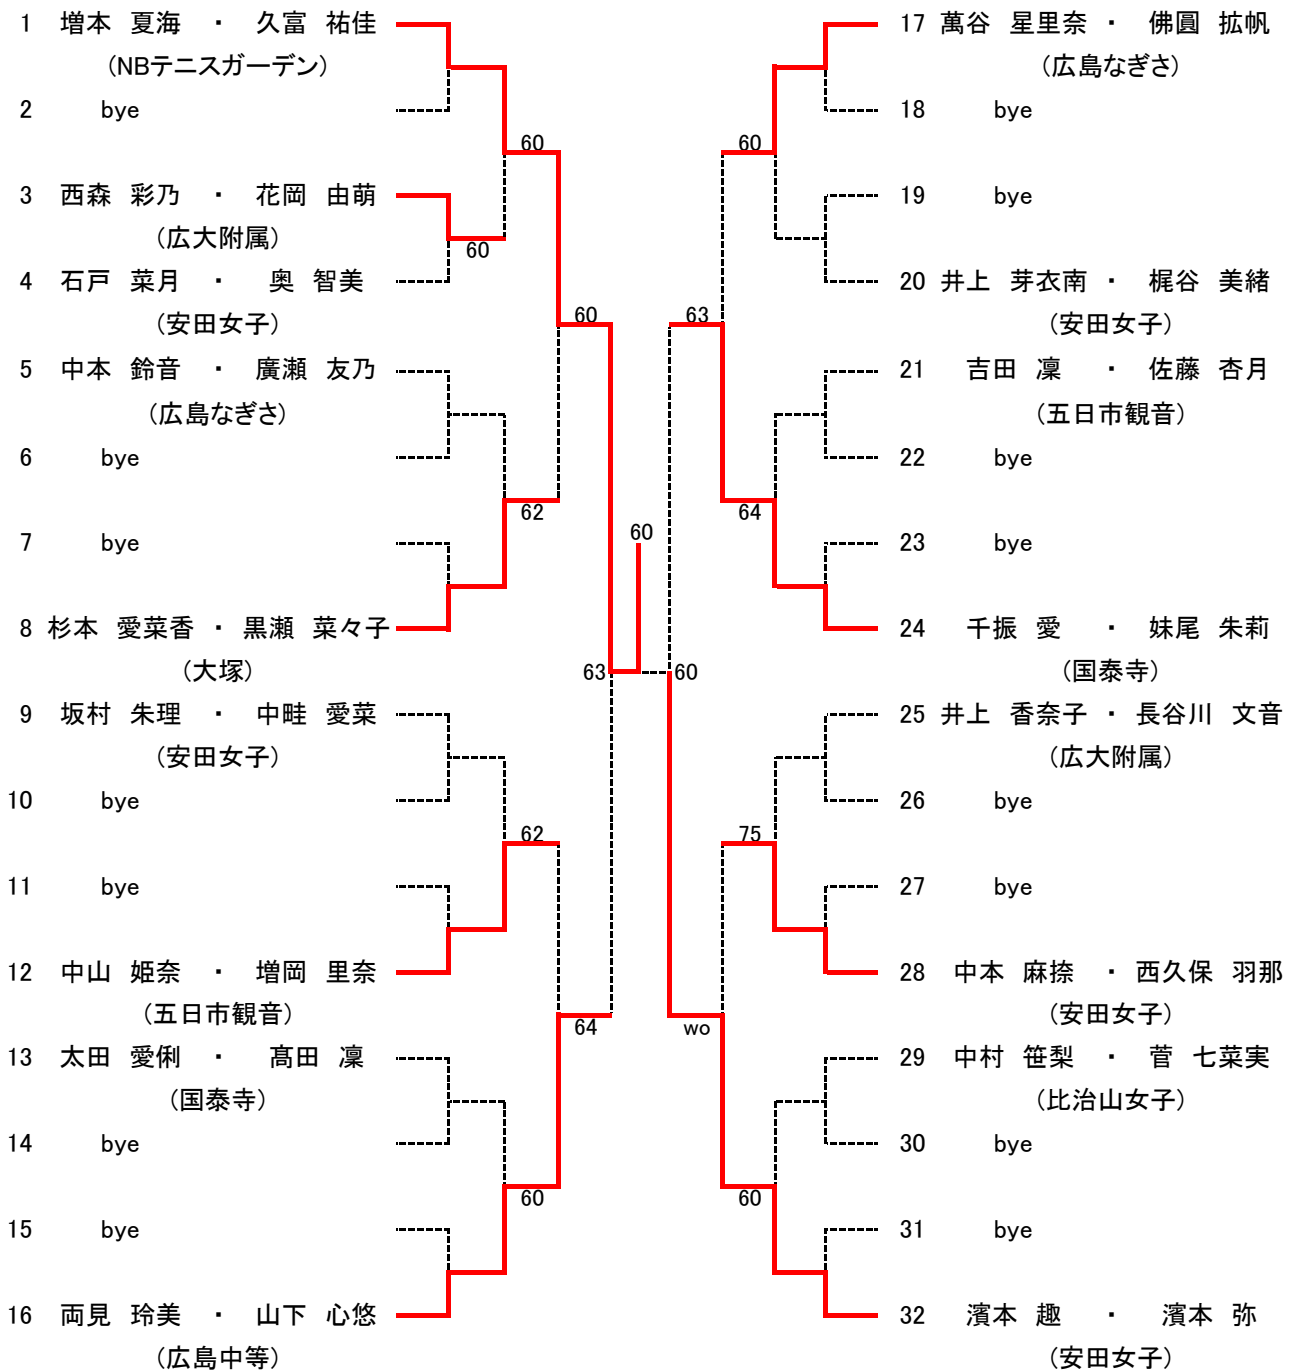 1 増本 夏海 ・ 久富 祐佳
(NBテニスガーデン)
2 bye
60
3 西森 彩乃 ・ 花岡 由萌
(広大附属)
60
4 石戸 菜月 ・ 奥 智美
(安田女子)
60
5 中本 鈴音 ・ 廣瀬 友乃
(広島なぎさ)
6 bye
62
7 bye
8 杉本 愛菜香 ・ 黒瀬 菜々子
(大塚)
63
9 坂村 朱理 ・ 中畦 愛菜
(安田女子)
10 bye
62
11 bye
12 中山 姫奈 ・ 増岡 里奈
(五日市観音)
64
13 太田 愛俐 ・ 髙田 凜
(国泰寺)
14 bye
60
15 bye
16 両見 玲美 ・ 山下 心悠
(広島中等)
60
17 萬谷 星里奈 ・ 佛圓 拡帆
(広島なぎさ)
18 bye
60
19 bye
20 井上 芽衣南 ・ 梶谷 美緒
(安田女子)
63
21 吉田 凜 ・ 佐藤 杏月
(五日市観音)
22 bye
64
23 bye
24 千振 愛 ・ 妹尾 朱莉
(国泰寺)
60
25 井上 香奈子 ・ 長谷川 文音
(広大附属)
26 bye
75
27 bye
28 中本 麻捺 ・ 西久保 羽那
(安田女子)
wo
29 中村 笹梨 ・ 菅 七菜実
(比治山女子)
30 bye
60
31 bye
32 濱本 趣 ・ 濱本 弥
(安田女子)